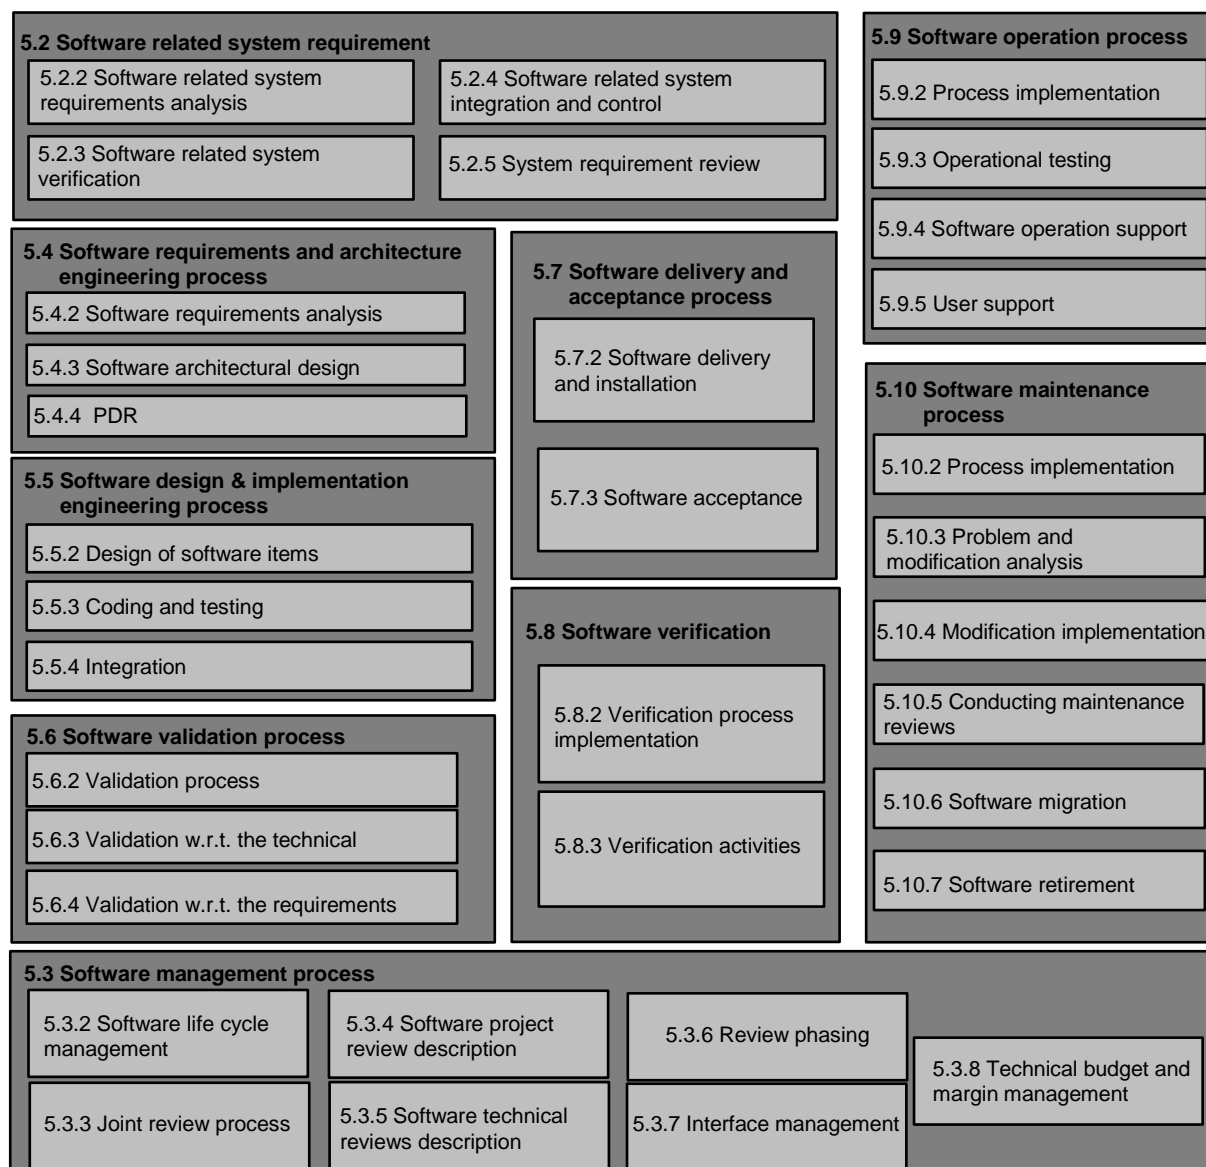 5.2 Software related system requirement
5.2.2 Software related system
requirements analysis
5.2.4 Software related system
integration and control
5.2.3 Software related system
verification
5.2.5 System requirement review
5.4 Software requirements and architecture
engineering process
5.4.2 Software requirements analysis
5.4.3 Software architectural design
5.4.4 PDR
5.5 Software design & implementation
engineering process
5.5.2 Design of software items
5.5.3 Coding and testing
5.5.4 Integration
5.6 Software validation process
5.6.2 Validation process
5.6.3 Validation w.r.t. the technical
5.6.4 Validation w.r.t. the requirements
5.7 Software delivery and
acceptance process
5.7.2 Software delivery
and installation
5.7.3 Software acceptance
5.8 Software verification
5.8.2 Verification process
implementation
5.8.3 Verification activities
5.9 Software operation process
5.9.2 Process implementation
5.9.3 Operational testing
5.9.4 Software operation support
5.9.5 User support
5.10 Software maintenance
process
5.10.2 Process implementation
5.10.3 Problem and
modification analysis
5.10.4 Modification implementation
5.10.5 Conducting maintenance
reviews
5.10.6 Software migration
5.10.7 Software retirement
5.3 Software management process
5.3.2 Software life cycle
management
5.3.4 Software project
review description
5.3.6 Review phasing
5.3.8 Technical budget and
margin management
5.3.3 Joint review process
5.3.5 Software technical
reviews description
5.3.7 Interface management